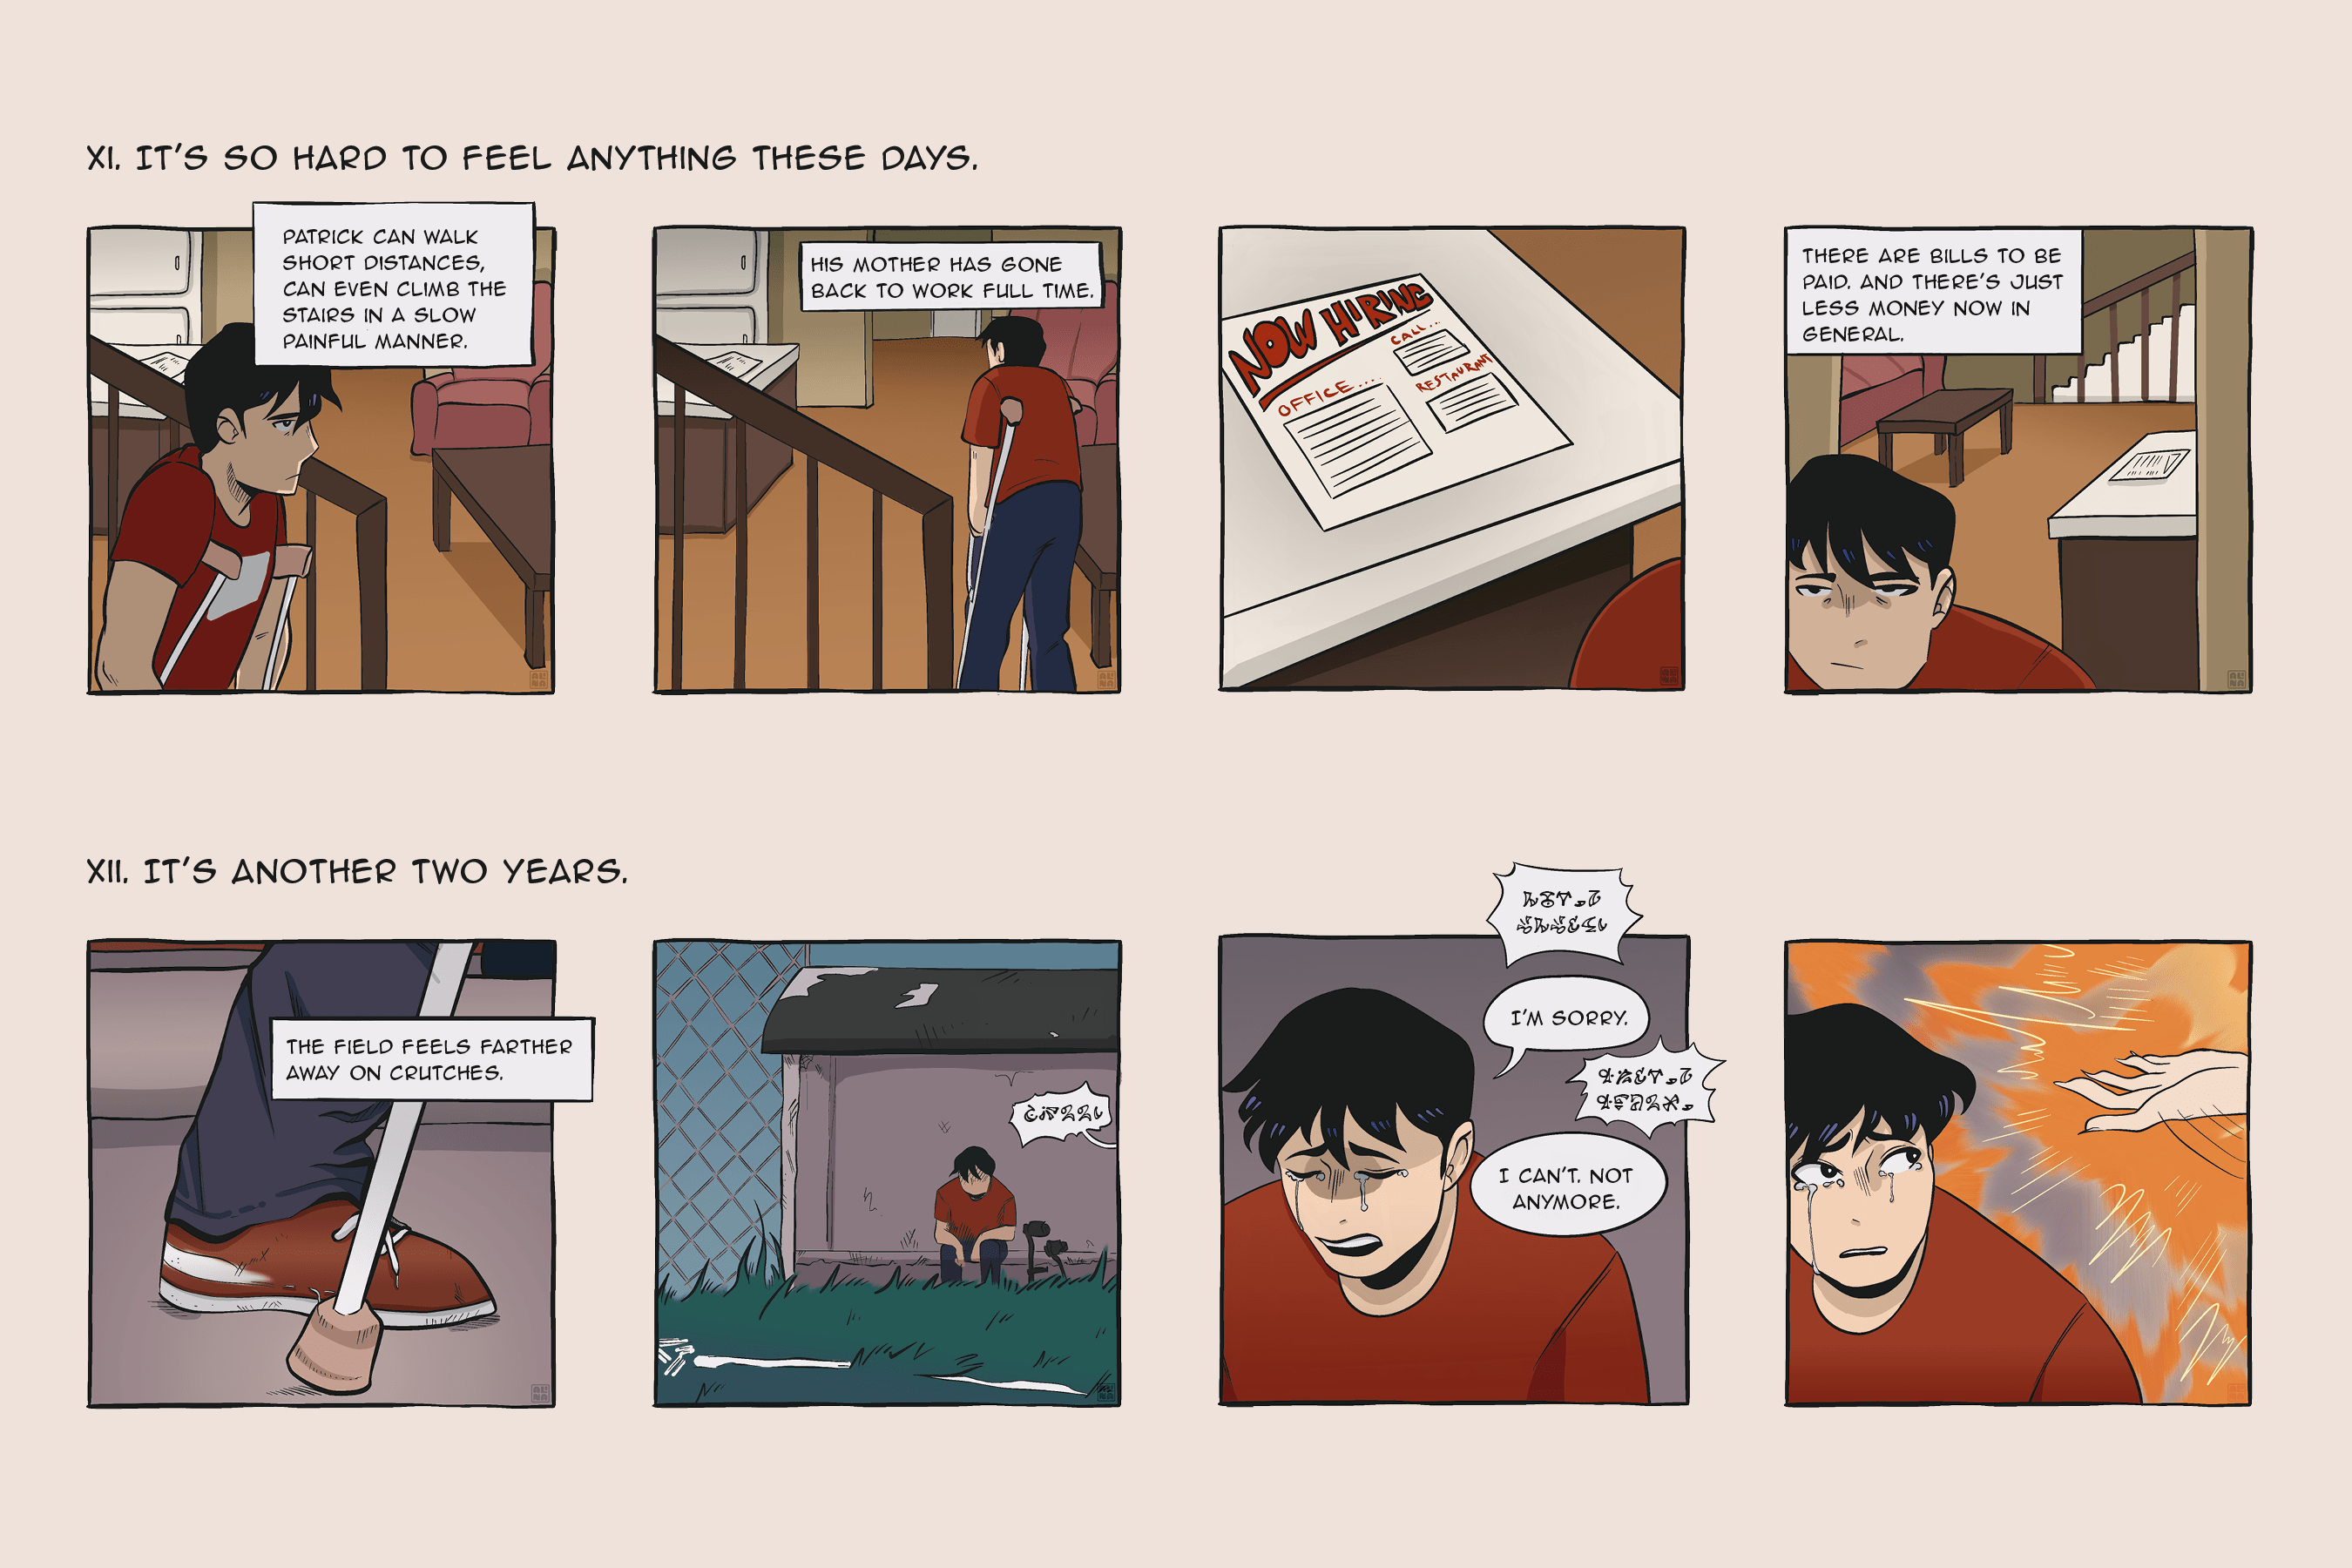 XI. IT'S SO HARD TO FEEL ANYTHING THESE DAYS.
PATRICK CAN WALK
SHORT DISTANCES,
CAN EVEN CLIMB THE
STAIRS IN A SLOW
PAINFUL MANNER.
HIS MOTHER HAS GONE
BACK TO WORK FULL TIME.
NOW HIRING
CALL...
OFFICE....
RESTAURANT
THERE ARE BILLS TO BE
PAID. AND THERE'S JUST
LESS MONEY NOW IN
GENERAL.
XII. IT'S ANOTHER TWO YEARS.
THE FIELD FEELS FARTHER
AWAY ON CRUTCHES.
I'M SORRY.
I CAN'T. NOT
ANYMORE.